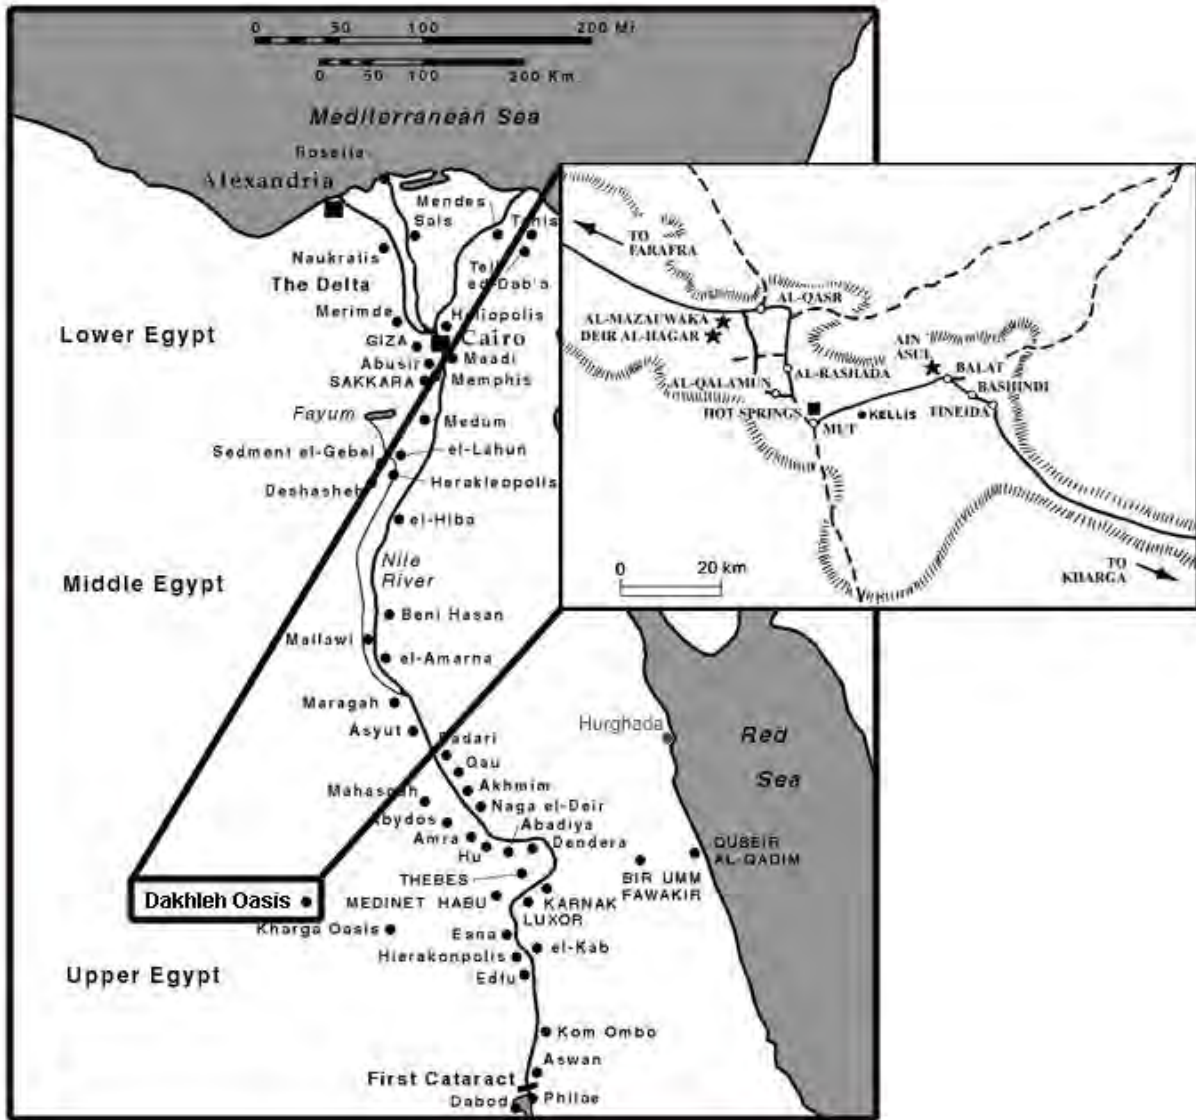 0 50 100 200 Mi
0 50 100 200 Km
Mediterranean Sea
Rosetta
Alexandria
Mendes
Sais
Tanis
Naukratis
Tell
ed-Dab'a
The Delta
Merimde
Heliopolis
Lower Egypt
GIZA
Cairo
Abusir
Maadi
SAKKARA
Memphis
Fayum
Medum
Sedment el-Gebel
el-Lahun
Deshasheh
Herakleopolis
el-Hiba
Nile
River
Middle Egypt
Beni Hasan
Mallawi
el-Amarna
Maragah
Asyut
Badari
Qau
Akhmim
Mahasnah
Naga el-Deir
Abydos
Abadiya
Amra
Dendera
Hu
THEBES
MEDINET HABU
KARNAK
LUXOR
Dakhleh Oasis
Kharga Oasis
Esna
el-Kab
Hierakonpolis
Edfu
Upper Egypt
Kom Ombo
Aswan
First Cataract
Philae
Dabod
Hurghada
Red
Sea
QUSEIR
AL-QADIM
BIR UMM
FAWAKIR
TO
FARAFRA
AL-QASR
AL-MAZAUWAKA
DEIR AL-HAGAR
AIN
ASUL
AL-RASHADA
BALAT
AL-QALAMUN
BASHINDI
HOT SPRINGS
KELLIS
TINEIDA
MUT
0 20 km
TO
KHARGA